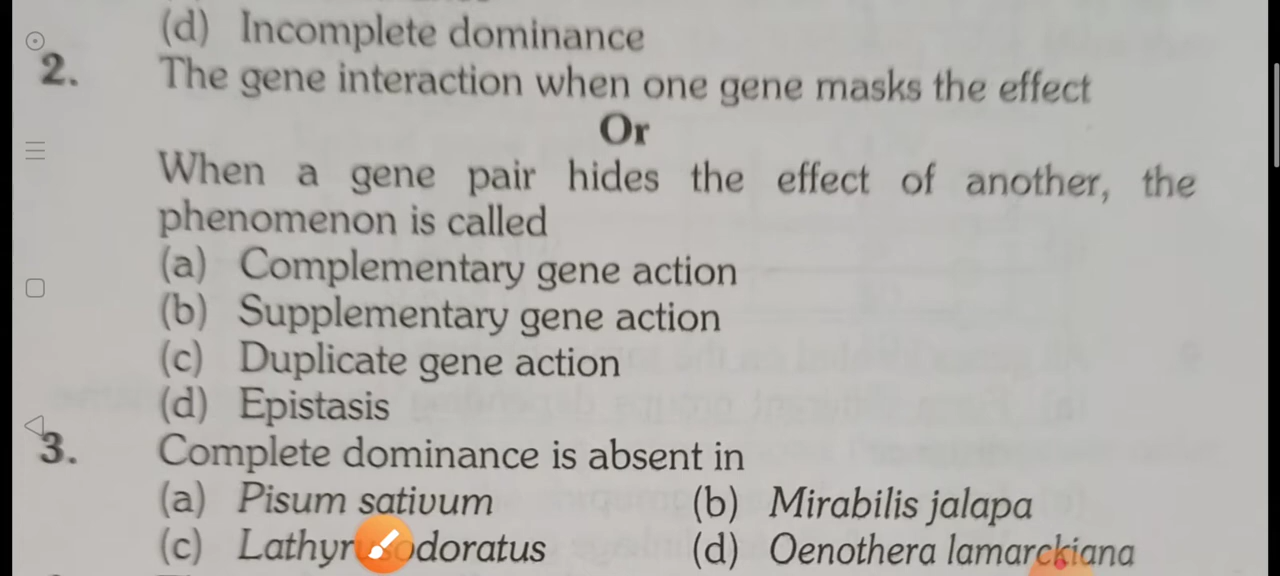 (d) Incomplete dominance
2. The gene interaction when one gene masks the effect
Or
When a gene pair hides the effect of another, the
phenomenon is called
(a) Complementary gene action
(b) Supplementary gene action
(c) Duplicate gene action
(d) Epistasis
3. Complete dominance is absent in
(a) Pisum sativum (b) Mirabilis jalapa
(c) Lathyrus odoratus (d) Oenothera lamarckiana